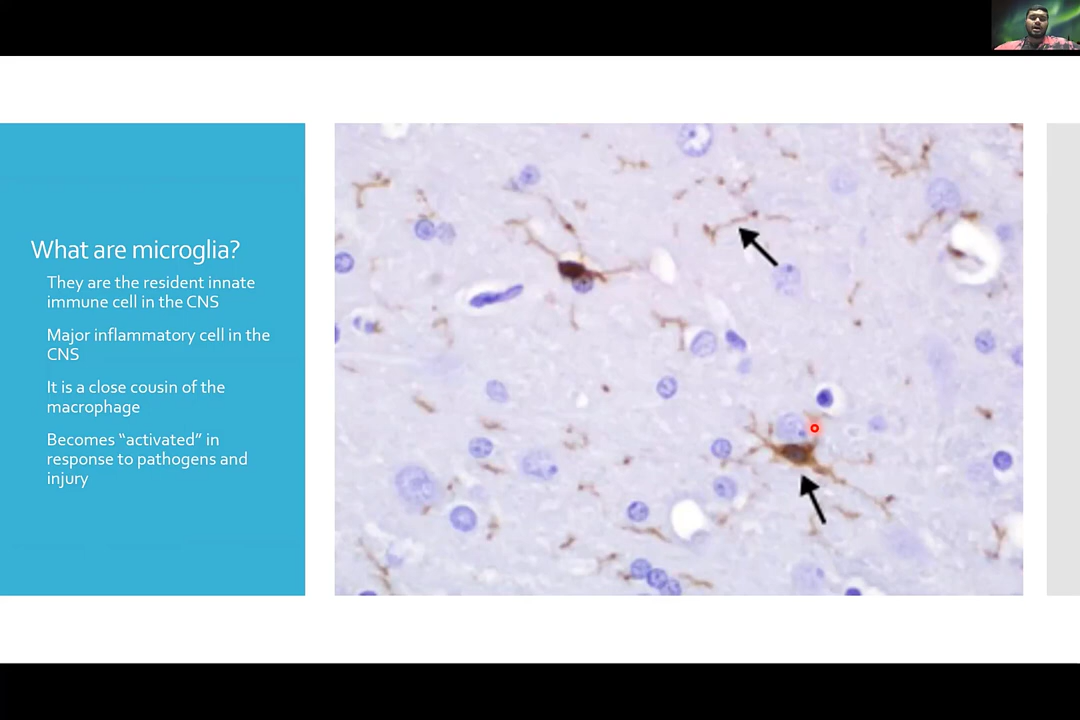 What are microglia?
They are the resident innate
immune cell in the CNS
Major inflammatory cell in the
CNS
It is a close cousin of the
macrophage
Becomes “activated” in
response to pathogens and
injury